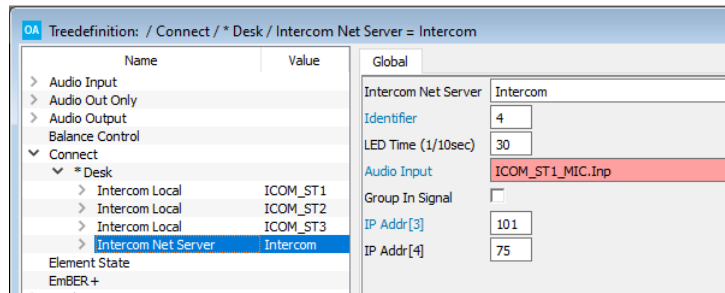 OA Treedefinition: / Connect / * Desk / Intercom Net Server = Intercom
Name Value
Audio Input
Audio Out Only
Audio Output
Balance Control
Connect
* Desk
Intercom Local ICOM_ST1
Intercom Local ICOM_ST2
Intercom Local ICOM_ST3
Intercom Net Server Intercom
Element State
EmBER+
Global
Intercom Net Server Intercom
Identifier 4
LED Time (1/10sec) 30
Audio Input ICOM_ST1_MIC.Inp
Group In Signal
IP Addr[3] 101
IP Addr[4] 75